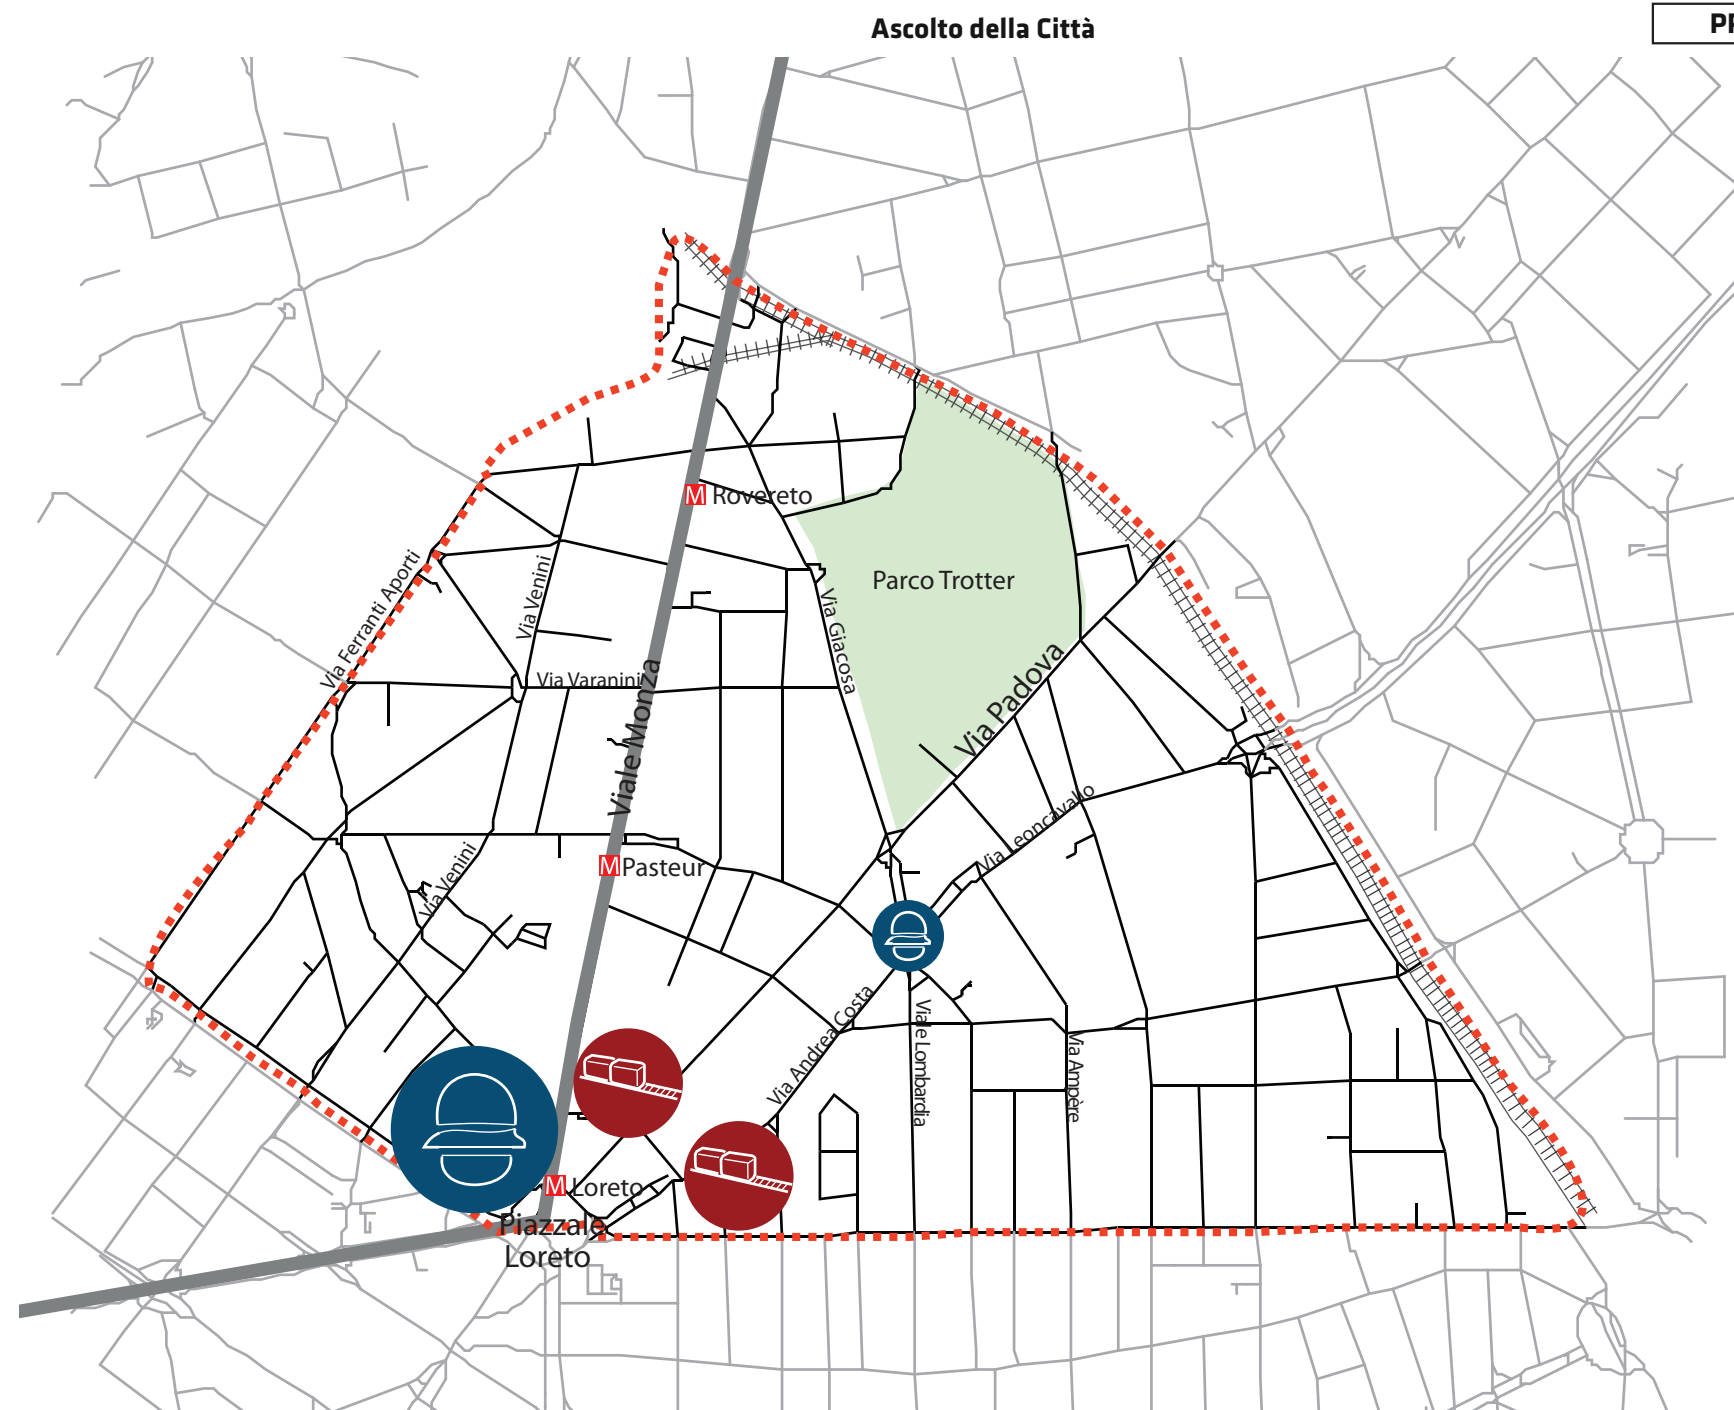 Ascolto della Città
M Rovereto
Parco Trotter
Via Ferranti Aporti
Via Venini
Via Giacosa
Via Varanini
Viale Monza
Via Padova
Via Leoncavallo
M Pasteur
Via Venini
Via Andrea Costa
Viale Lombardia
Via Ampère
M Loreto
Piazzale
Loreto